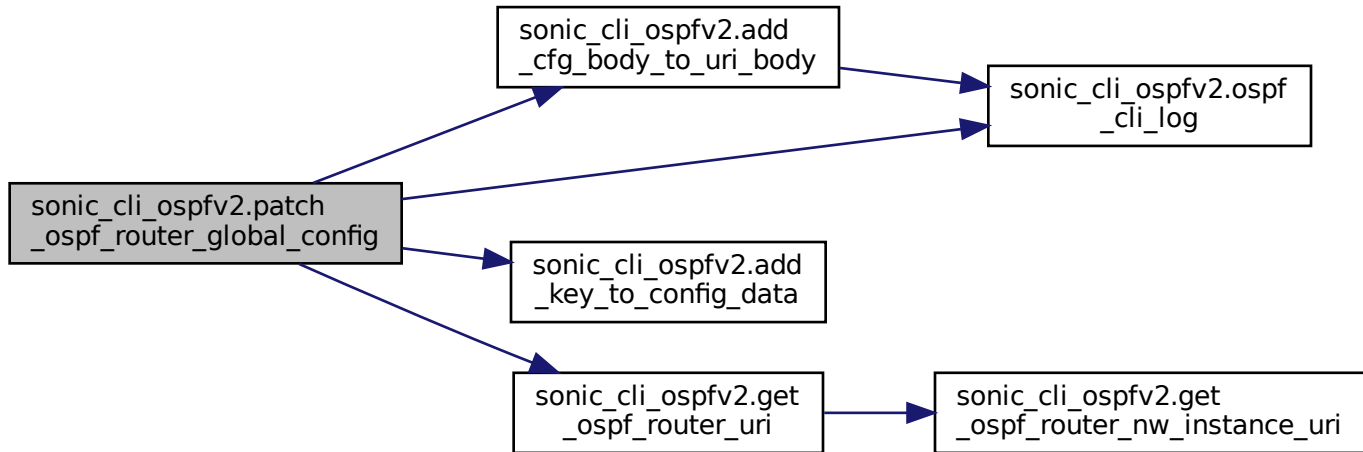 sonic_cli_ospfv2.patch
_ospf_router_global_config
sonic_cli_ospfv2.add
_cfg_body_to_uri_body
sonic_cli_ospfv2.ospf
_cli_log
sonic_cli_ospfv2.add
_key_to_config_data
sonic_cli_ospfv2.get
_ospf_router_uri
sonic_cli_ospfv2.get
_ospf_router_nw_instance_uri